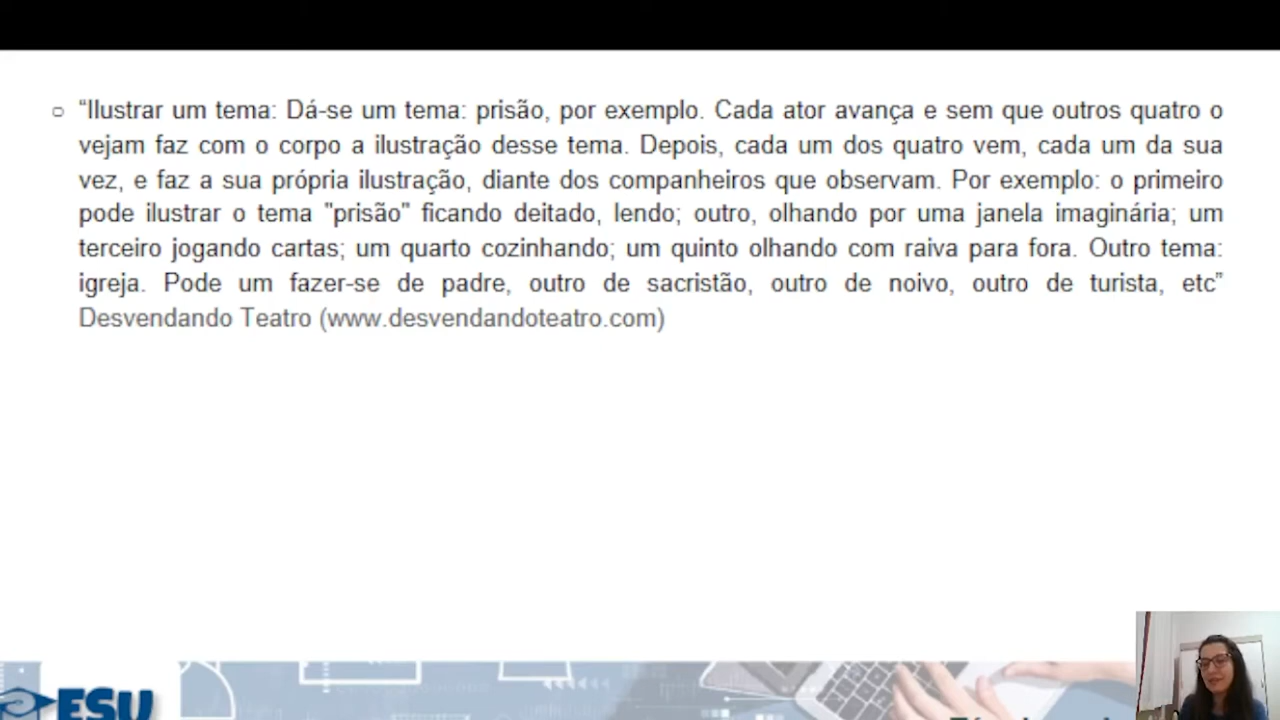 “Ilustrar um tema: Dá-se um tema: prisão, por exemplo. Cada ator avança e sem que outros quatro o
vejam faz com o corpo a ilustração desse tema. Depois, cada um dos quatro vem, cada um da sua
vez, e faz a sua própria ilustração, diante dos companheiros que observam. Por exemplo: o primeiro
pode ilustrar o tema "prisão" ficando deitado, lendo; outro, olhando por uma janela imaginária; um
terceiro jogando cartas; um quarto cozinhando; um quinto olhando com raiva para fora. Outro tema:
igreja. Pode um fazer-se de padre, outro de sacristão, outro de noivo, outro de turista, etc”
Desvendando Teatro (www.desvendandoteatro.com)
ESU